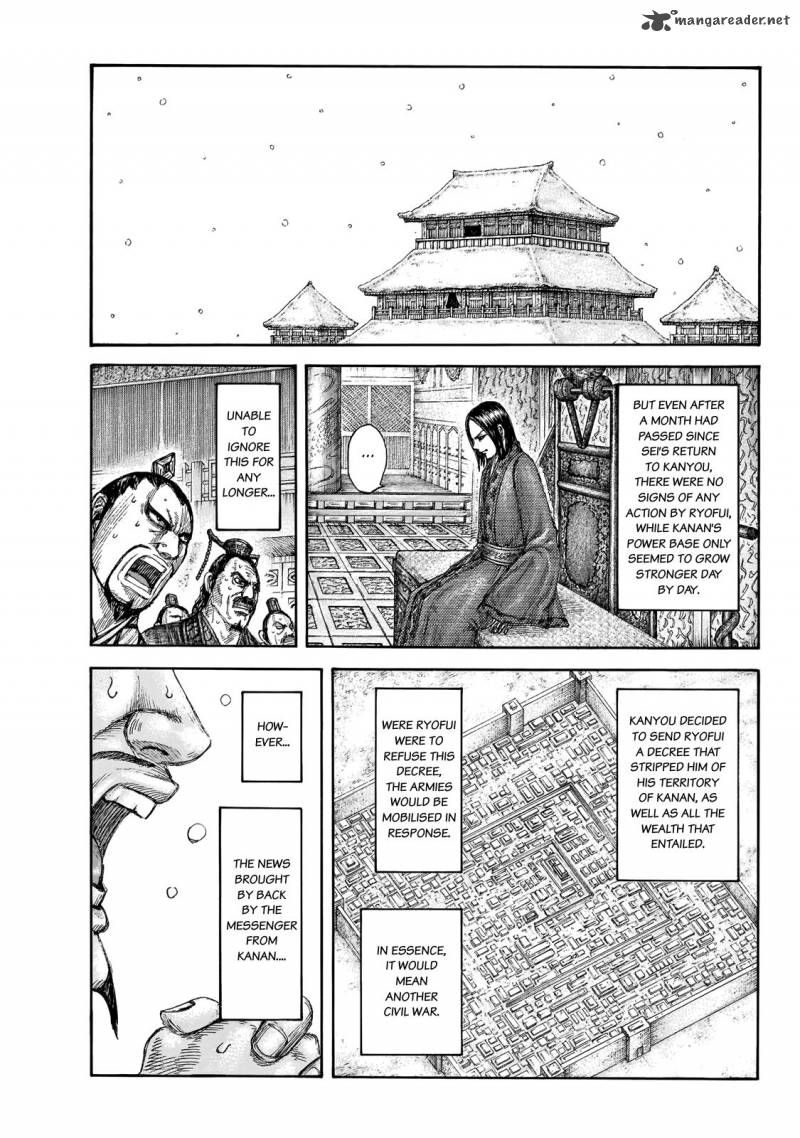 mangareader.net
BUT EVEN AFTER
A MONTH HAD
PASSED SINCE
SEI'S RETURN
TO KANYOU,
THERE WERE NO
SIGNS OF ANY
ACTION BY RYOFUI,
WHILE KANAN'S
POWER BASE ONLY
SEEMED TO GROW
STRONGER DAY
BY DAY.
...
UNABLE
TO
IGNORE
THIS FOR
ANY
LONGER...
KANYOU DECIDED
TO SEND RYOFUI
A DECREE THAT
STRIPPED HIM OF
HIS TERRITORY
OF KANAN, AS
WELL AS ALL THE
WEALTH THAT
ENTAILED.
WERE RYOFUI
WERE TO
REFUSE THIS
DECREE,
THE ARMIES
WOULD BE
MOBILISED IN
RESPONSE.
IN ESSENCE,
IT WOULD
MEAN
ANOTHER
CIVIL WAR.
HOW-
EVER...
THE NEWS
BROUGHT
BY BACK
BY THE
MESSENGER
FROM
KANAN....